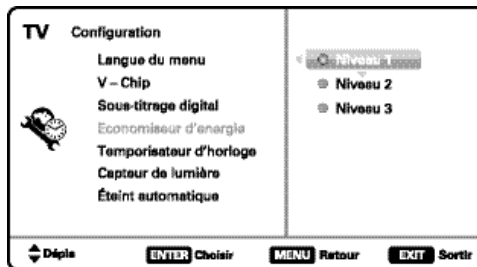 TV Configuration
Langue du menu
V – Chip
Sous-titrage digital
Economiseur d'energie
Temporisateur d'horloge
Capteur de lumière
Éteint automatique
Niveau 1
Niveau 2
Niveau 3
Dépla ENTER Choisir MENU Retour EXIT Sortir